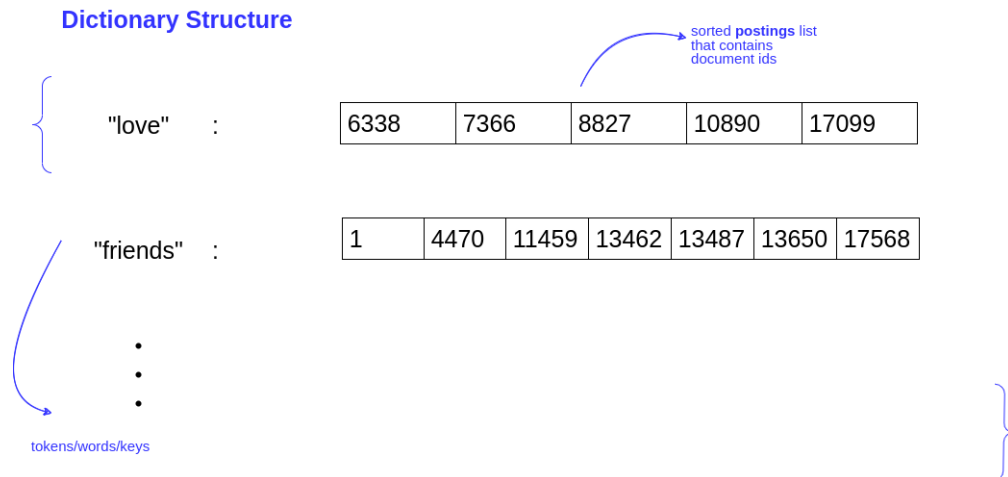 Dictionary Structure
sorted postings list
that contains
document ids
"love" : 6338 7366 8827 10890 17099
"friends" : 1 4470 11459 13462 13487 13650 17568
tokens/words/keys